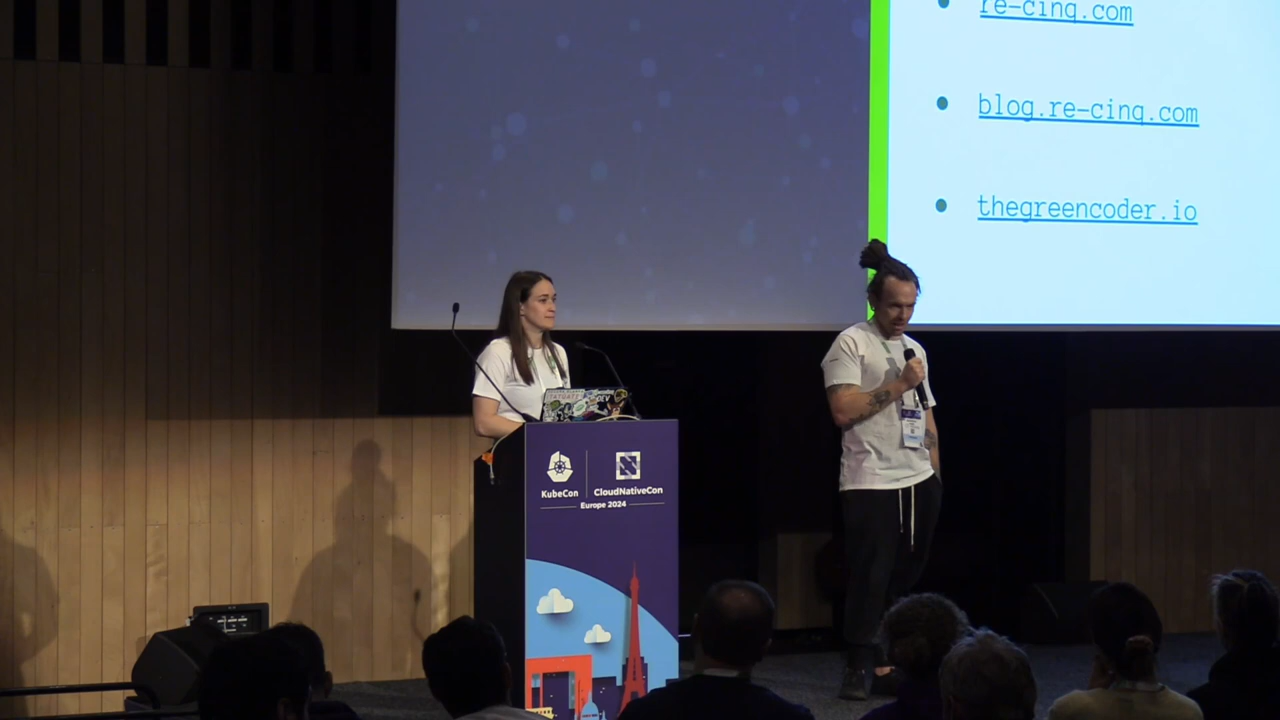 re-cinq.com
blog.re-cinq.com
thegreencoder.io
KubeCon
CloudNativeCon
Europe 2024